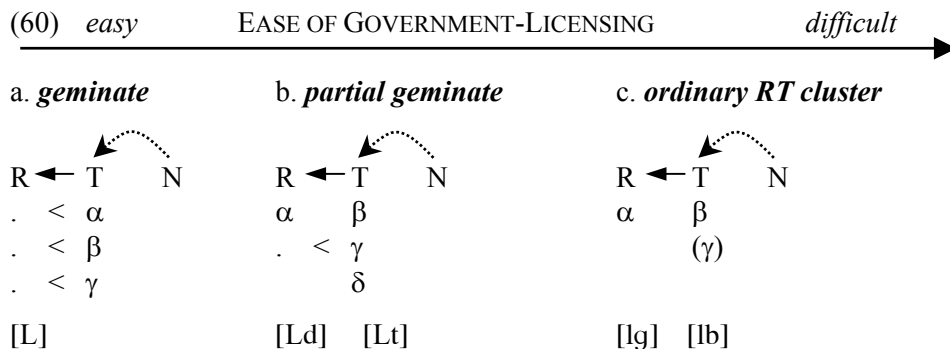 (60) easy EASE OF GOVERNMENT-LICENSING difficult
a. geminate b. partial geminate c. ordinary RT cluster
R T N R T N R T N
. < α α β α β
. < β . < γ (γ)
. < γ δ
[L] [Ld] [Lt] [lg] [lb]